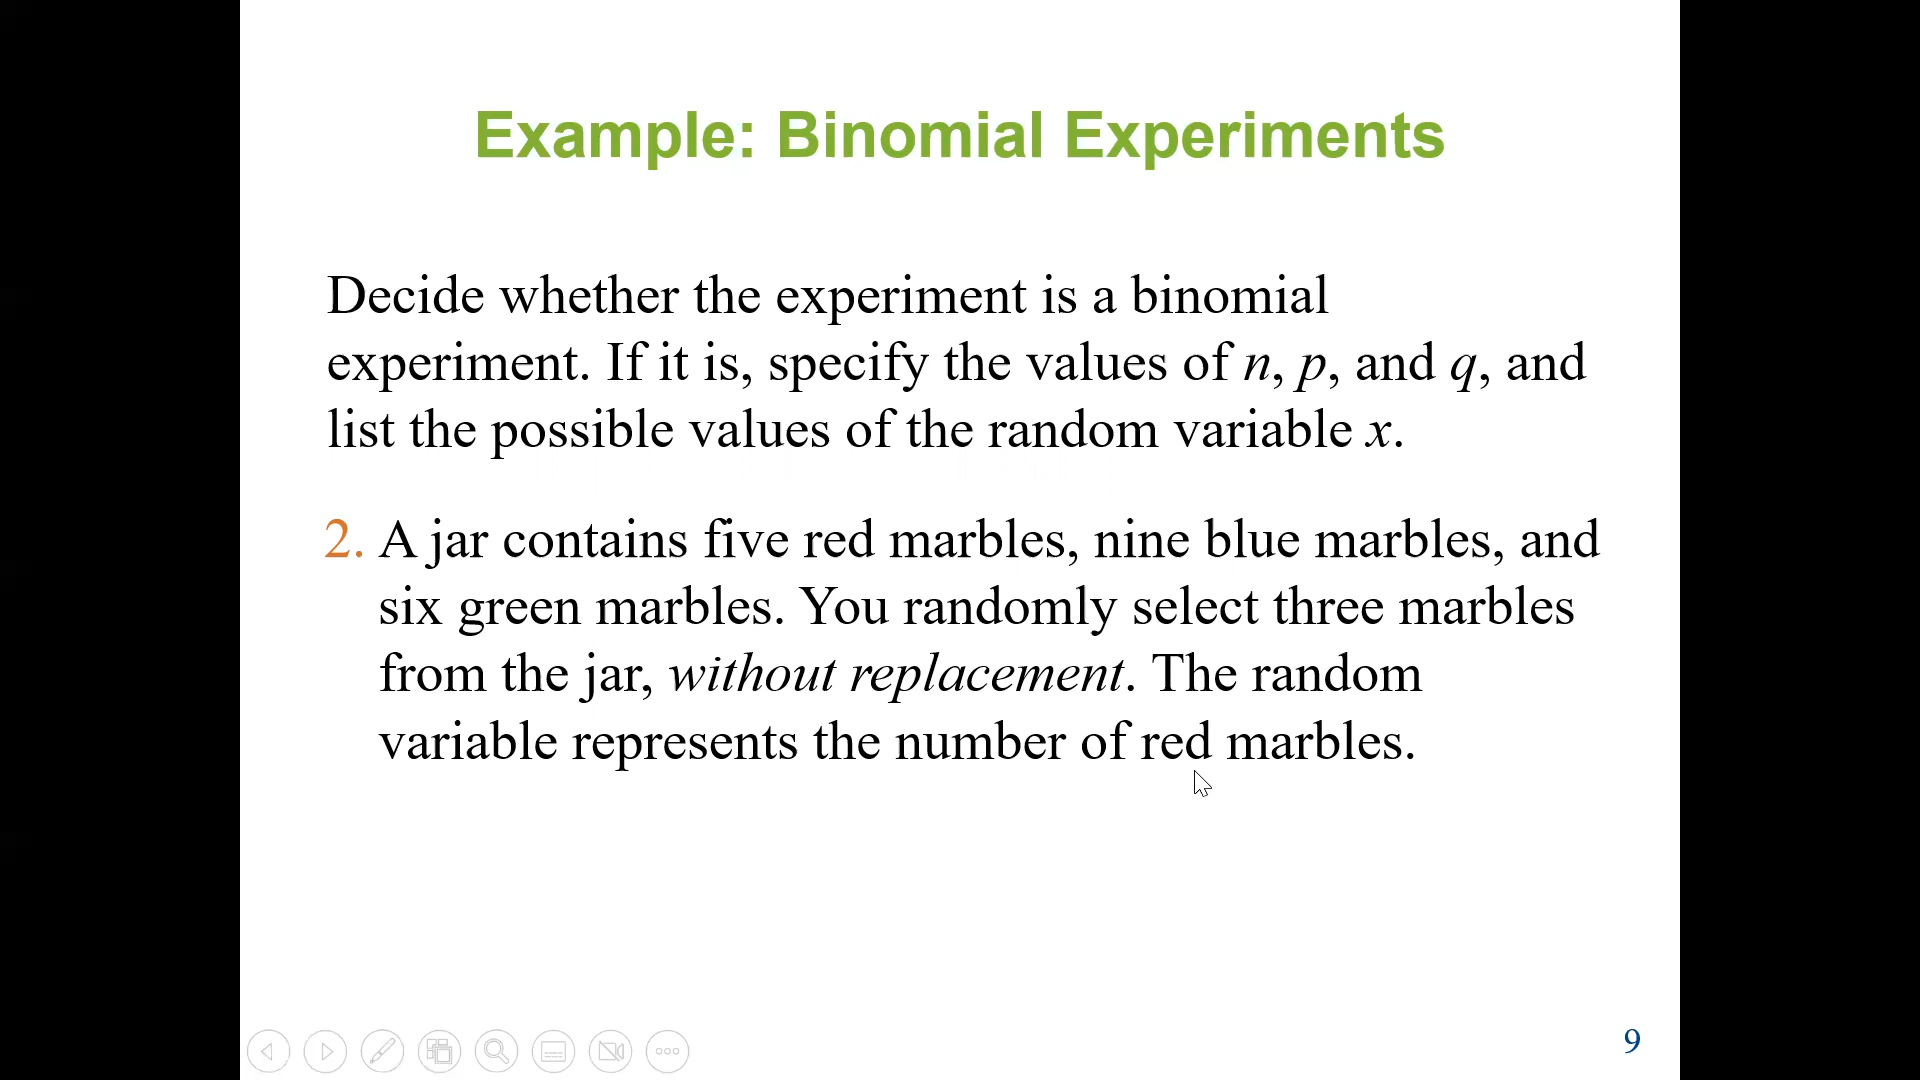 Example: Binomial Experiments
Decide whether the experiment is a binomial
experiment. If it is, specify the values of n, p, and q, and
list the possible values of the random variable x.
2. A jar contains five red marbles, nine blue marbles, and
six green marbles. You randomly select three marbles
from the jar, without replacement. The random
variable represents the number of red marbles.
9